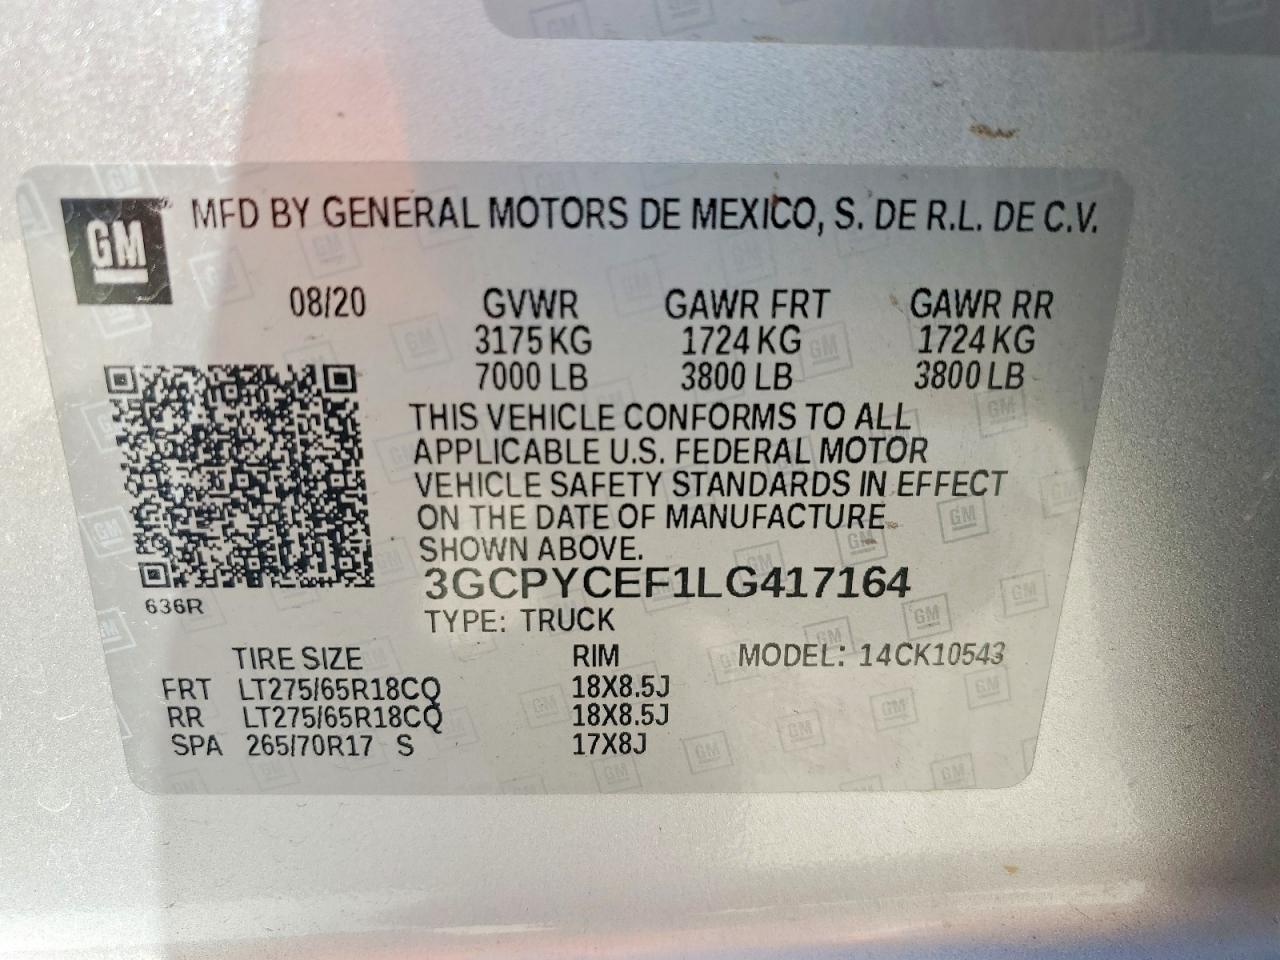 GM
MFD BY GENERAL MOTORS DE MEXICO, S. DE R.L. DE C.V.
08/20 GVWR GAWR FRT GAWR RR
3175 KG 1724 KG 1724 KG
7000 LB 3800 LB 3800 LB
THIS VEHICLE CONFORMS TO ALL
APPLICABLE U.S. FEDERAL MOTOR
VEHICLE SAFETY STANDARDS IN EFFECT
ON THE DATE OF MANUFACTURE
SHOWN ABOVE.
3GCPYCEF1LG417164
636R
TYPE: TRUCK
TIRE SIZE RIM MODEL: 14CK10543
FRT LT275/65R18CQ 18X8.5J
RR LT275/65R18CQ 18X8.5J
SPA 265/70R17 S 17X8J